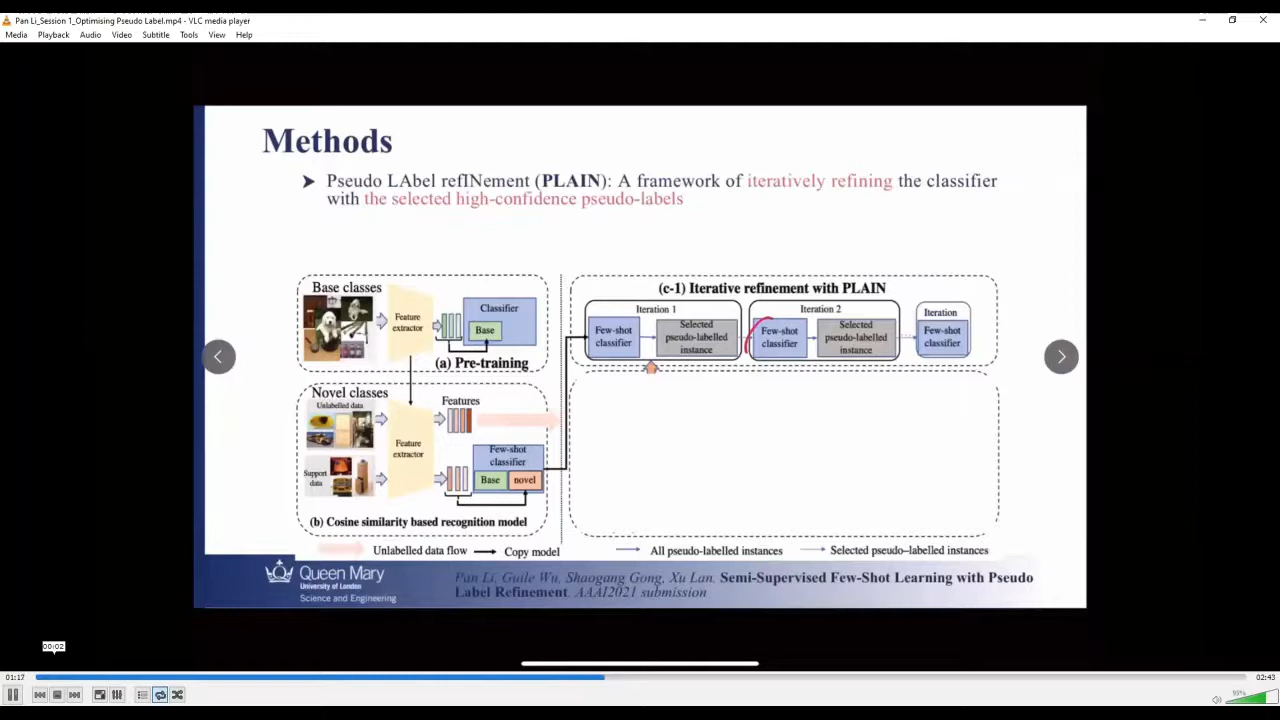 Pan Li_Session 1_Optimising Pseudo Label.mp4 - VLC media player
Media Playback Audio Video Subtitle Tools View Help
Methods
Pseudo LAbel refINement (PLAIN): A framework of iteratively refining the classifier
with the selected high-confidence pseudo-labels
Base classes
Feature
extractor
Classifier
Base
(a) Pre-training
Novel classes
Unlabelled data
Features
Feature
extractor
Support
data
Few-shot
classifier
Base
novel
(b) Cosine similarity based recognition model
(c-1) Iterative refinement with PLAIN
Iteration 1
Few-shot
classifier
Selected
pseudo-labelled
instance
Iteration 2
Few-shot
classifier
Selected
pseudo-labelled
instance
Iteration
Few-shot
classifier
Unlabelled data flow
Copy model
All pseudo-labelled instances
Selected pseudo-labelled instances
Queen Mary
University of London
Science and Engineering
Pan Li, Guile Wu, Shaogang Gong, Xu Lan. Semi-Supervised Few-Shot Learning with Pseudo
Label Refinement. AAAI2021 submission
00:02
01:17
02:43
95%